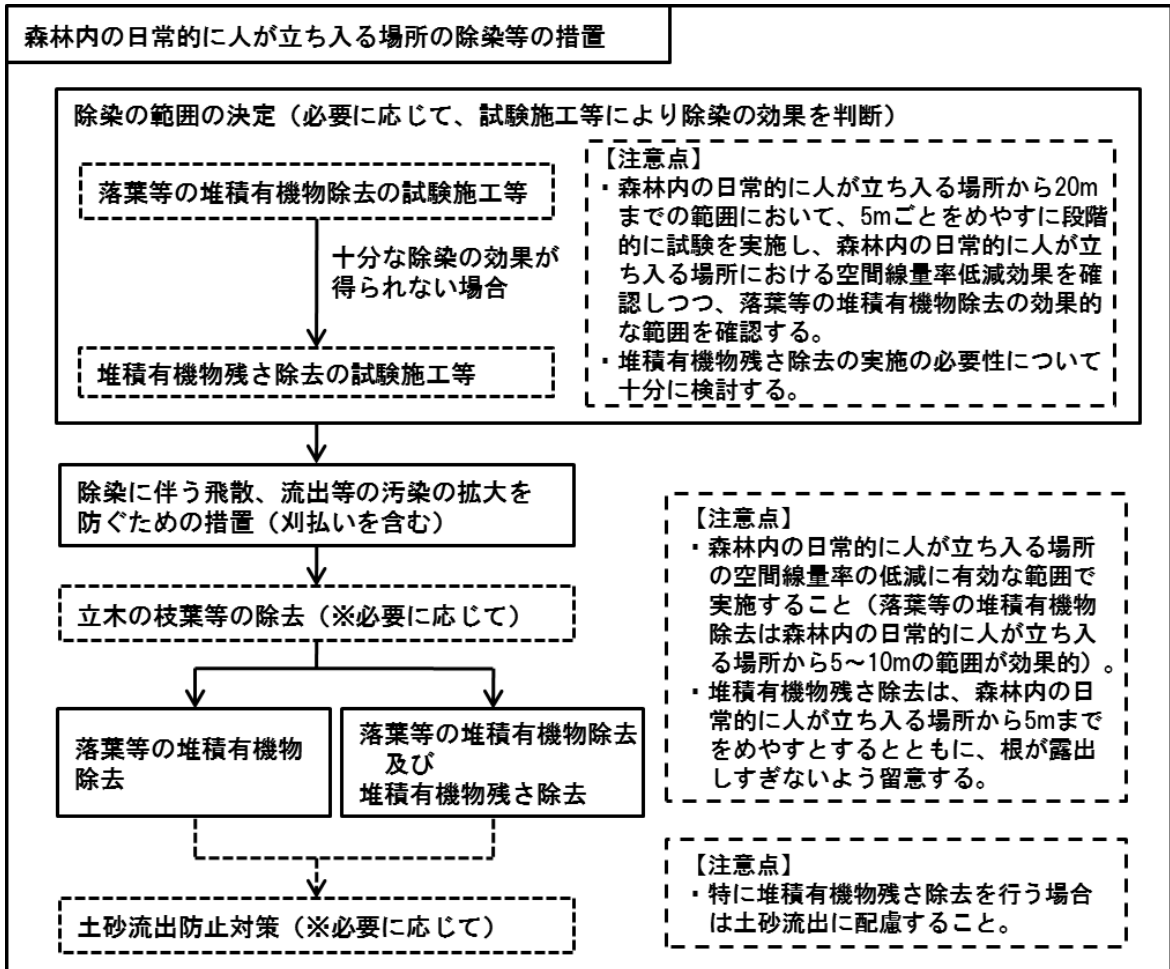 森林内の日常的に人が立ち入る場所の除染等の措置
除染の範囲の決定（必要に応じて、試験施工等により除染の効果を判断）
落葉等の堆積有機物除去の試験施工等
十分な除染の効果が
得られない場合
堆積有機物残さ除去の試験施工等
【注意点】
・森林内の日常的に人が立ち入る場所から20m
までの範囲において、5mごとをめやすに段階
的に試験を実施し、森林内の日常的に人が立
ち入る場所における空間線量率低減効果を確
認しつつ、落葉等の堆積有機物除去の効果的
な範囲を確認する。
・堆積有機物残さ除去の実施の必要性について
十分に検討する。
除染に伴う飛散、流出等の汚染の拡大を
防ぐための措置（刈払いを含む）
立木の枝葉等の除去（※必要に応じて）
落葉等の堆積有機物
除去
落葉等の堆積有機物除去
及び
堆積有機物残さ除去
【注意点】
・森林内の日常的に人が立ち入る場所
の空間線量率の低減に有効な範囲で
実施すること（落葉等の堆積有機物
除去は森林内の日常的に人が立ち入
る場所から5～10mの範囲が効果的）。
・堆積有機物残さ除去は、森林内の日
常的に人が立ち入る場所から5mまで
をめやすとするとともに、根が露出
しすぎないよう留意する。
土砂流出防止対策（※必要に応じて）
【注意点】
・特に堆積有機物残さ除去を行う場合
は土砂流出に配慮すること。